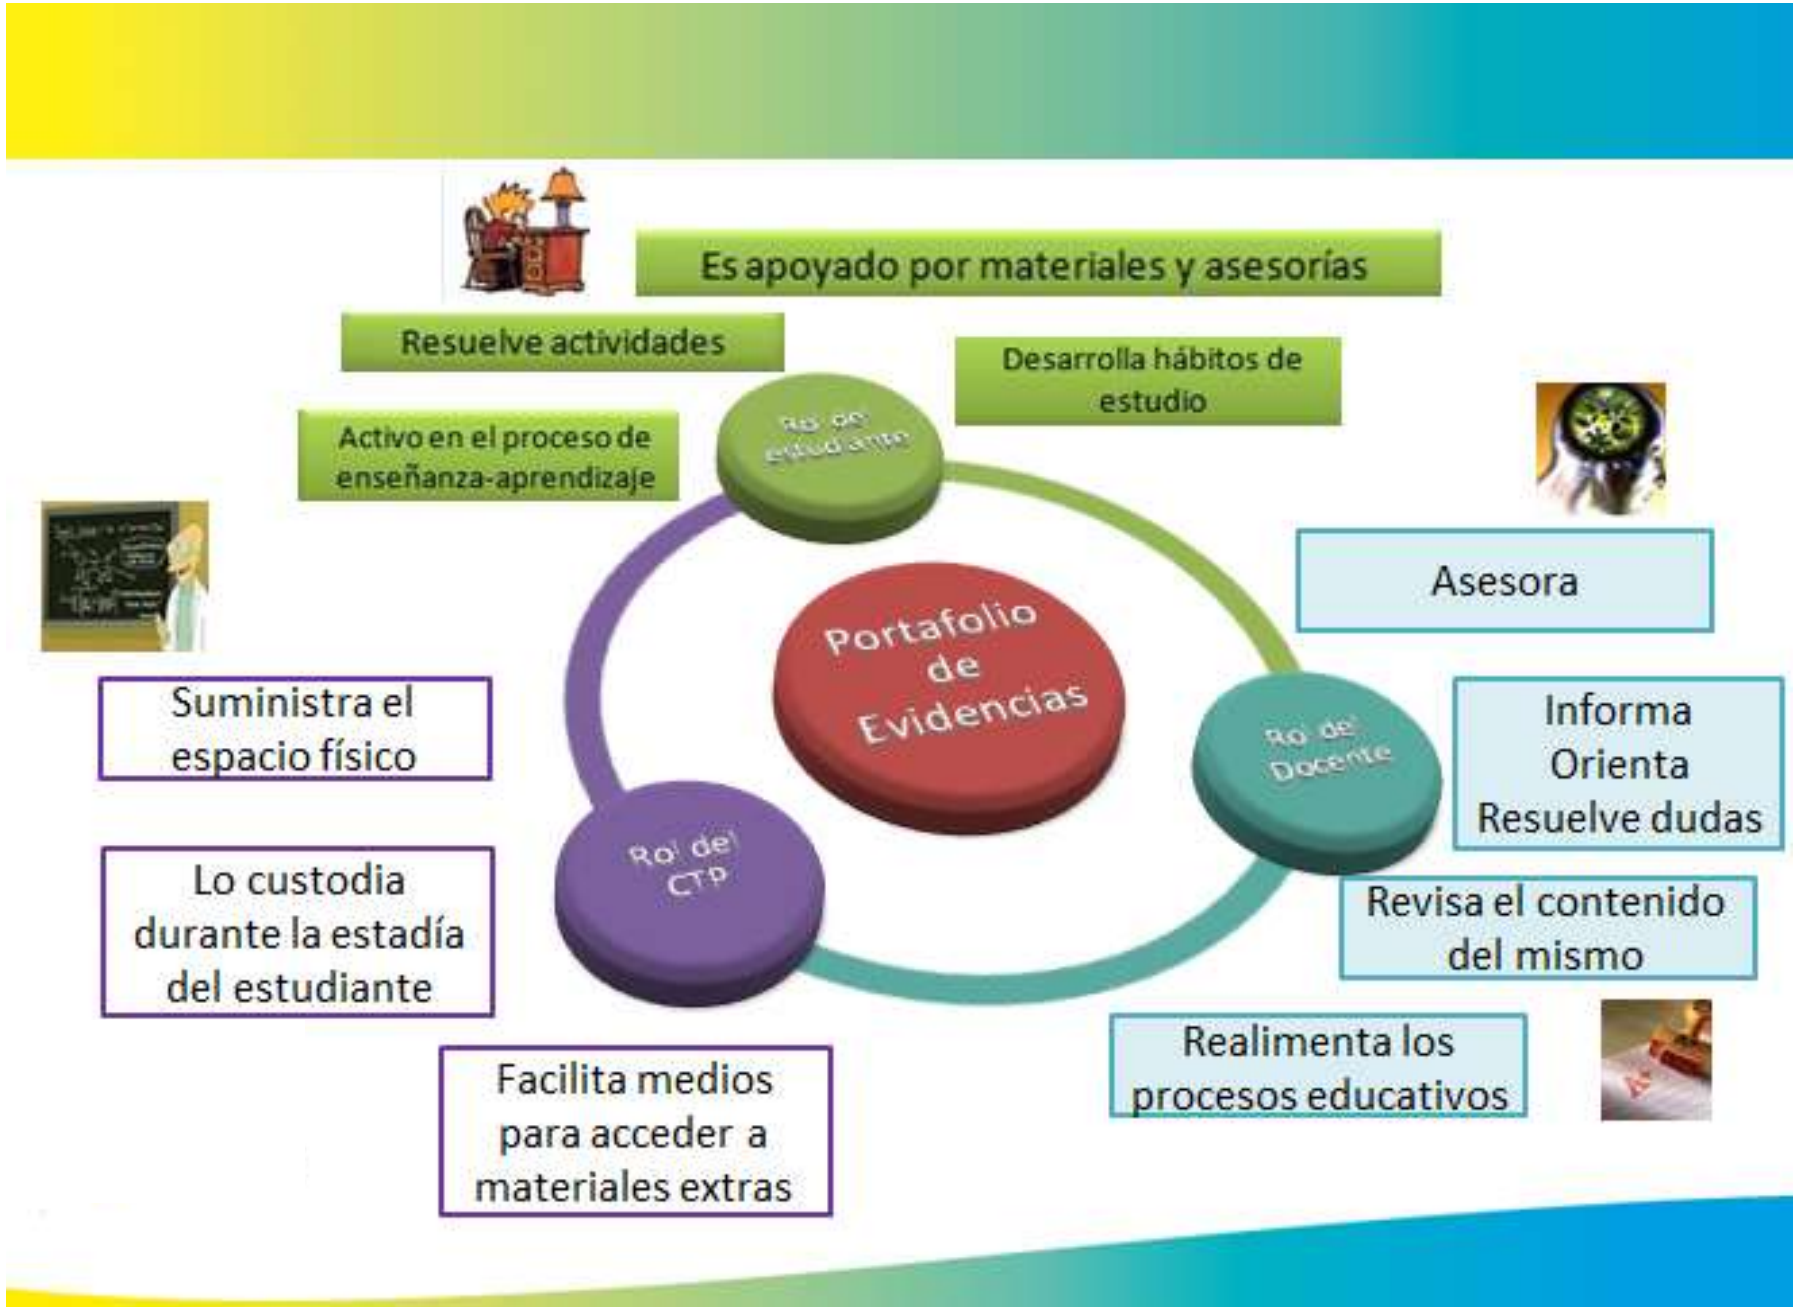 Es apoyado por materiales y asesorías
Resuelve actividades
Desarrolla hábitos de
estudio
Activo en el proceso de
enseñanza-aprendizaje
Rol del
estudiante
Asesora
Portafolio
de
Evidencias
Rol del
Docente
Informa
Orienta
Resuelve dudas
Suministra el
espacio físico
Rol del
CTP
Lo custodia
durante la estadía
del estudiante
Revisa el contenido
del mismo
Realimenta los
procesos educativos
Facilita medios
para acceder a
materiales extras